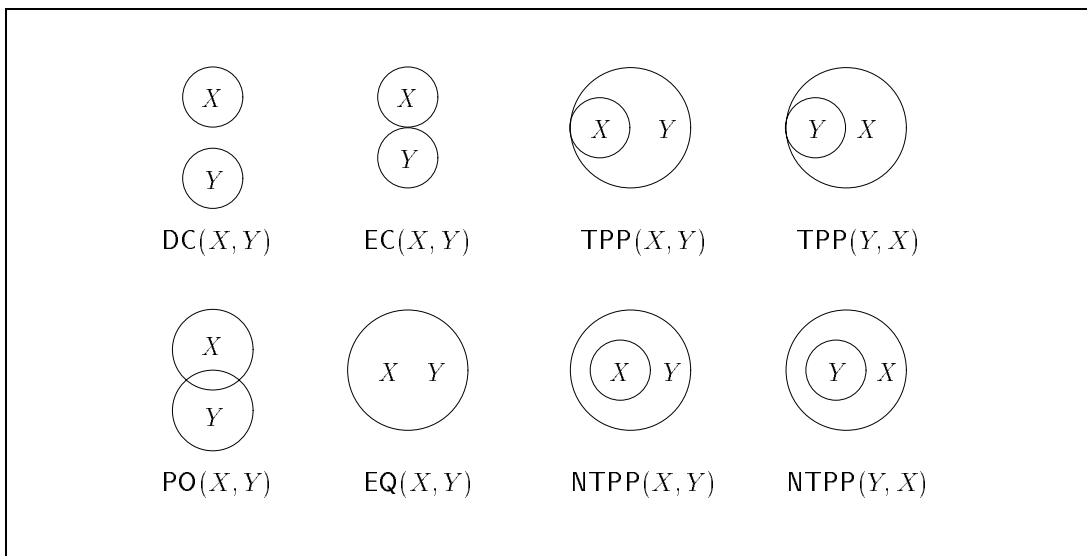 X
X
X Y
Y X
Y
Y
DC(X, Y)
EC(X, Y)
TPP(X, Y)
TPP(Y, X)
X
Y
X Y
X Y
Y X
PO(X, Y)
EQ(X, Y)
NTPP(X, Y)
NTPP(Y, X)